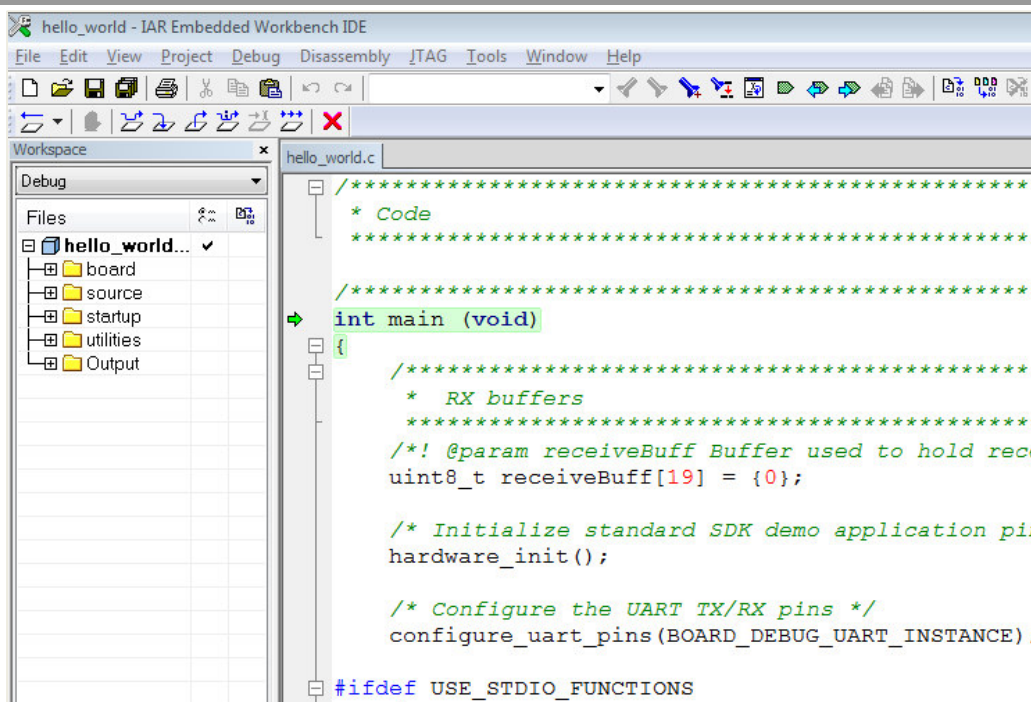 hello_world - IAR Embedded Workbench IDE
File Edit View Project Debug Disassembly JTAG Tools Window Help
Workspace
Debug
Files
hello_world...
board
source
startup
utilities
Output
hello_world.c
/*************************************************
* Code
*************************************************
/*************************************************
int main (void)
{
/*********************************************
* RX buffers
*********************************************
/*! @param receiveBuff Buffer used to hold rece
uint8_t receiveBuff[19] = {0};
/* Initialize standard SDK demo application pin
hardware_init();
/* Configure the UART TX/RX pins */
configure_uart_pins(BOARD_DEBUG_UART_INSTANCE)
#ifdef USE_STDIO_FUNCTIONS